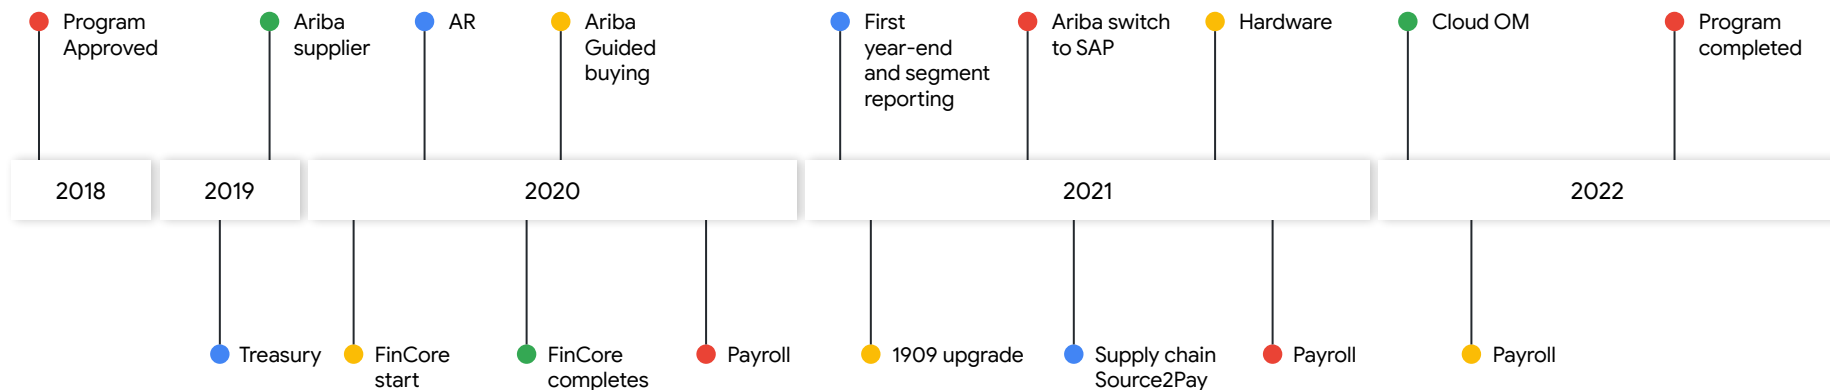 Program
Approved
Ariba
supplier
AR
Ariba
Guided
buying
First
year-end
and segment
reporting
Ariba switch
to SAP
Hardware
Cloud OM
Program
completed
2018
2019
2020
2021
2022
Treasury
FinCore
start
FinCore
completes
Payroll
1909 upgrade
Supply chain
Source2Pay
Payroll
Payroll